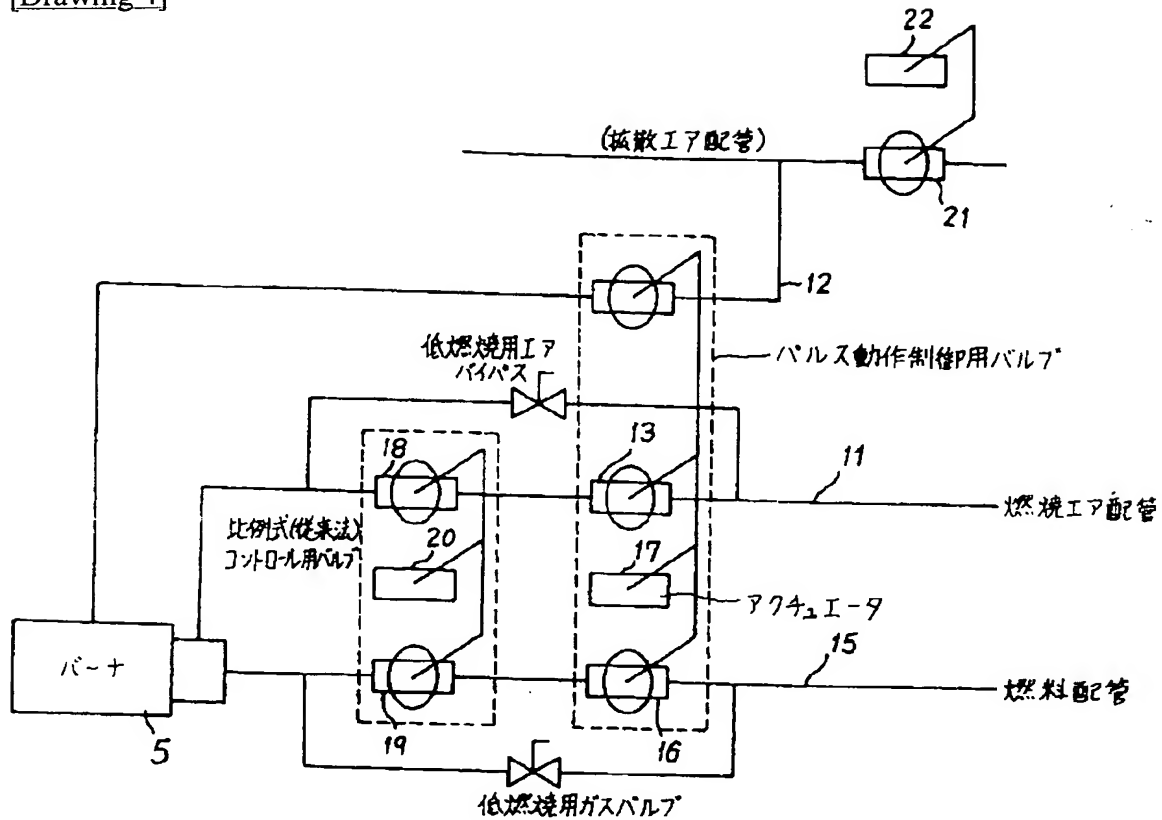 [Drawing 4]
22
(拡散エア配管)
21
12
低燃焼用エア
バイパス
パルス動作制御用バルブ
18
13
11
燃焼エア配管
比例式(従来法)
コントロール用バルブ
20
17
アクチュエータ
15
バーナ
燃料配管
5
19
16
低燃焼用ガスバルブ